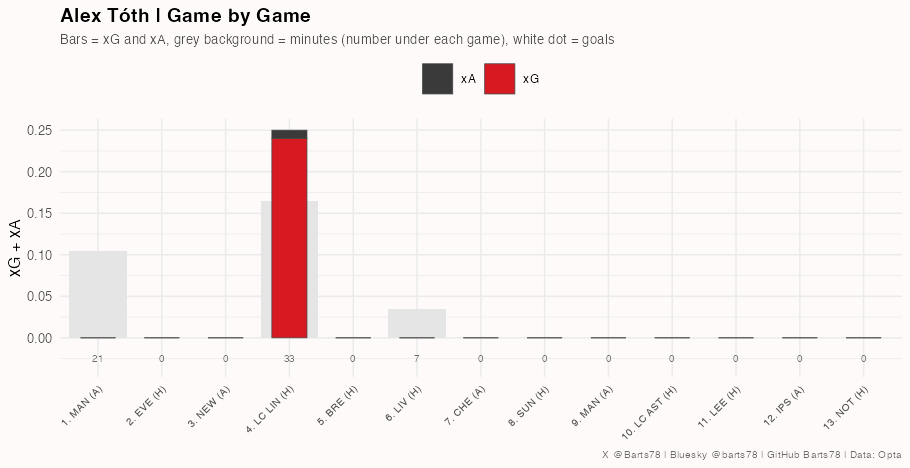 Alex Tóth | Game by Game
Bars = xG and xA, grey background = minutes (number under each game), white dot = goals
xA xG
xG + xA
0.25
0.20
0.15
0.10
0.05
0.00
21 0 0 33 0 7 0 0 0 0 0 0 0
1. MAN (A)
2. EVE (H)
3. NEW (A)
4. LC LIN (H)
5. BRE (H)
6. LIV (H)
7. CHE (A)
8. SUN (H)
9. MAN (A)
10. LC AST (H)
11. LEE (H)
12. IPS (A)
13. NOT (H)
X @Barts78 | Bluesky @barts78 | GitHub Barts78 | Data: Opta